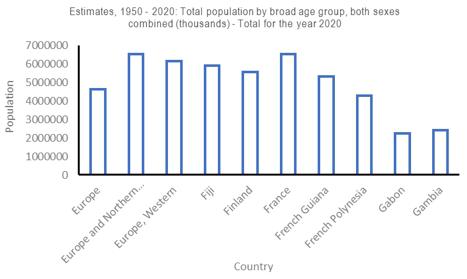 Estimates, 1950 - 2020: Total population by broad age group, both sexes
combined (thousands) - Total for the year 2020
Population
7000000
6000000
5000000
4000000
3000000
2000000
1000000
0
Europe
Europe and Northern...
Europe, Western
Fiji
Finland
France
French Guiana
French Polynesia
Gabon
Gambia
Country